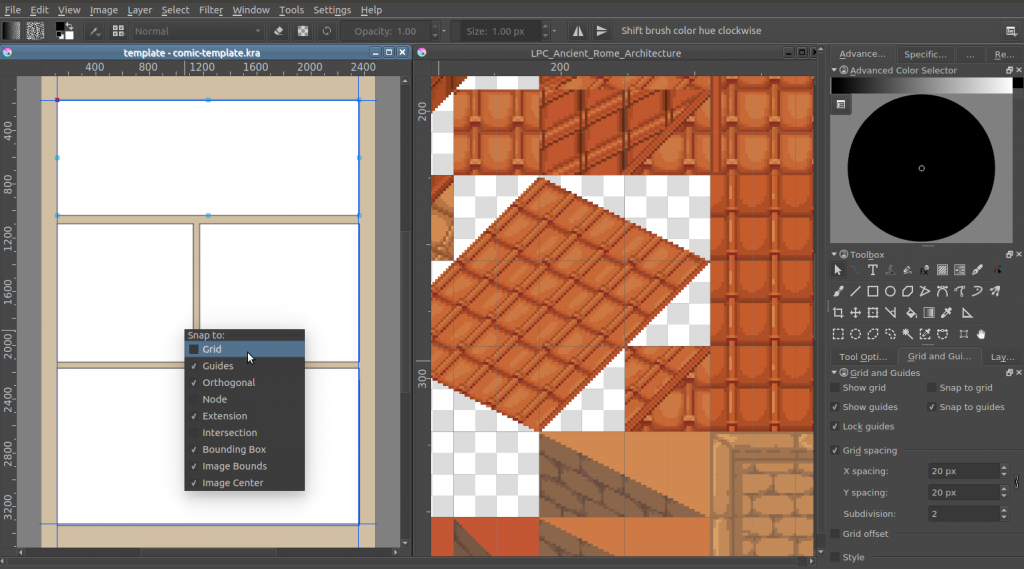 File Edit View Image Layer Select Filter Window Tools Settings Help
Normal Opacity: 1.00 Size: 1.00 px Shift brush color hue clockwise
template - comic-template.kra
400 800 1200 1600 2000 2400
400
800
1200
1600
2000
2400
2800
3200
Snap to:
Grid
Guides
Orthogonal
Node
Extension
Intersection
Bounding Box
Image Bounds
Image Center
LPC_Ancient_Rome_Architecture
200
200
300
Advance... Specific... ... Re...
Advanced Color Selector
Toolbox
Tool Opti... Grid and Gui... Lay...
Grid and Guides
Show grid Snap to grid
Show guides Snap to guides
Lock guides
Grid spacing
X spacing: 20 px
Y spacing: 20 px
Subdivision: 2
Grid offset
Style